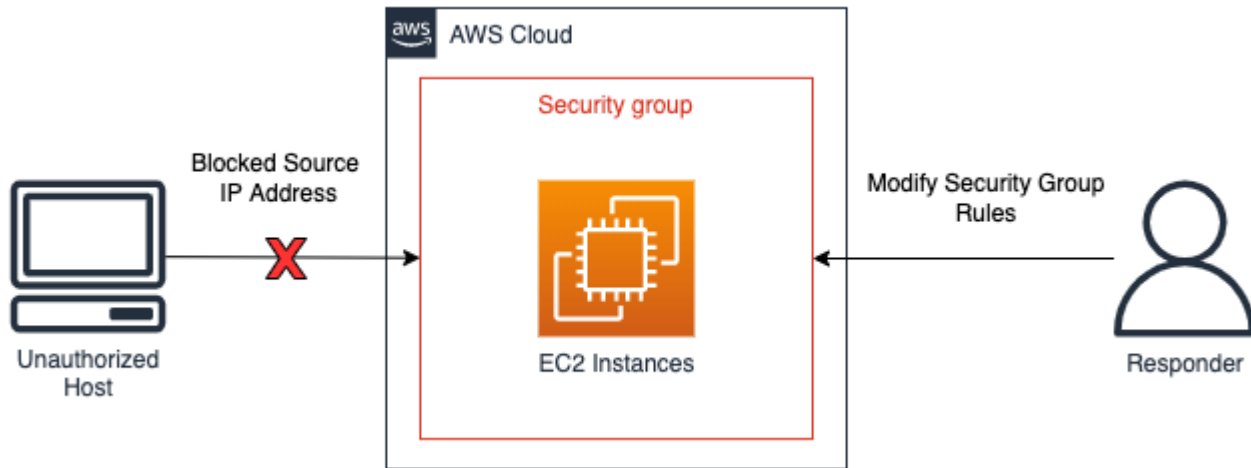 aws
AWS Cloud
Security group
Blocked Source
IP Address
Modify Security Group
Rules
EC2 Instances
Unauthorized
Host
Responder